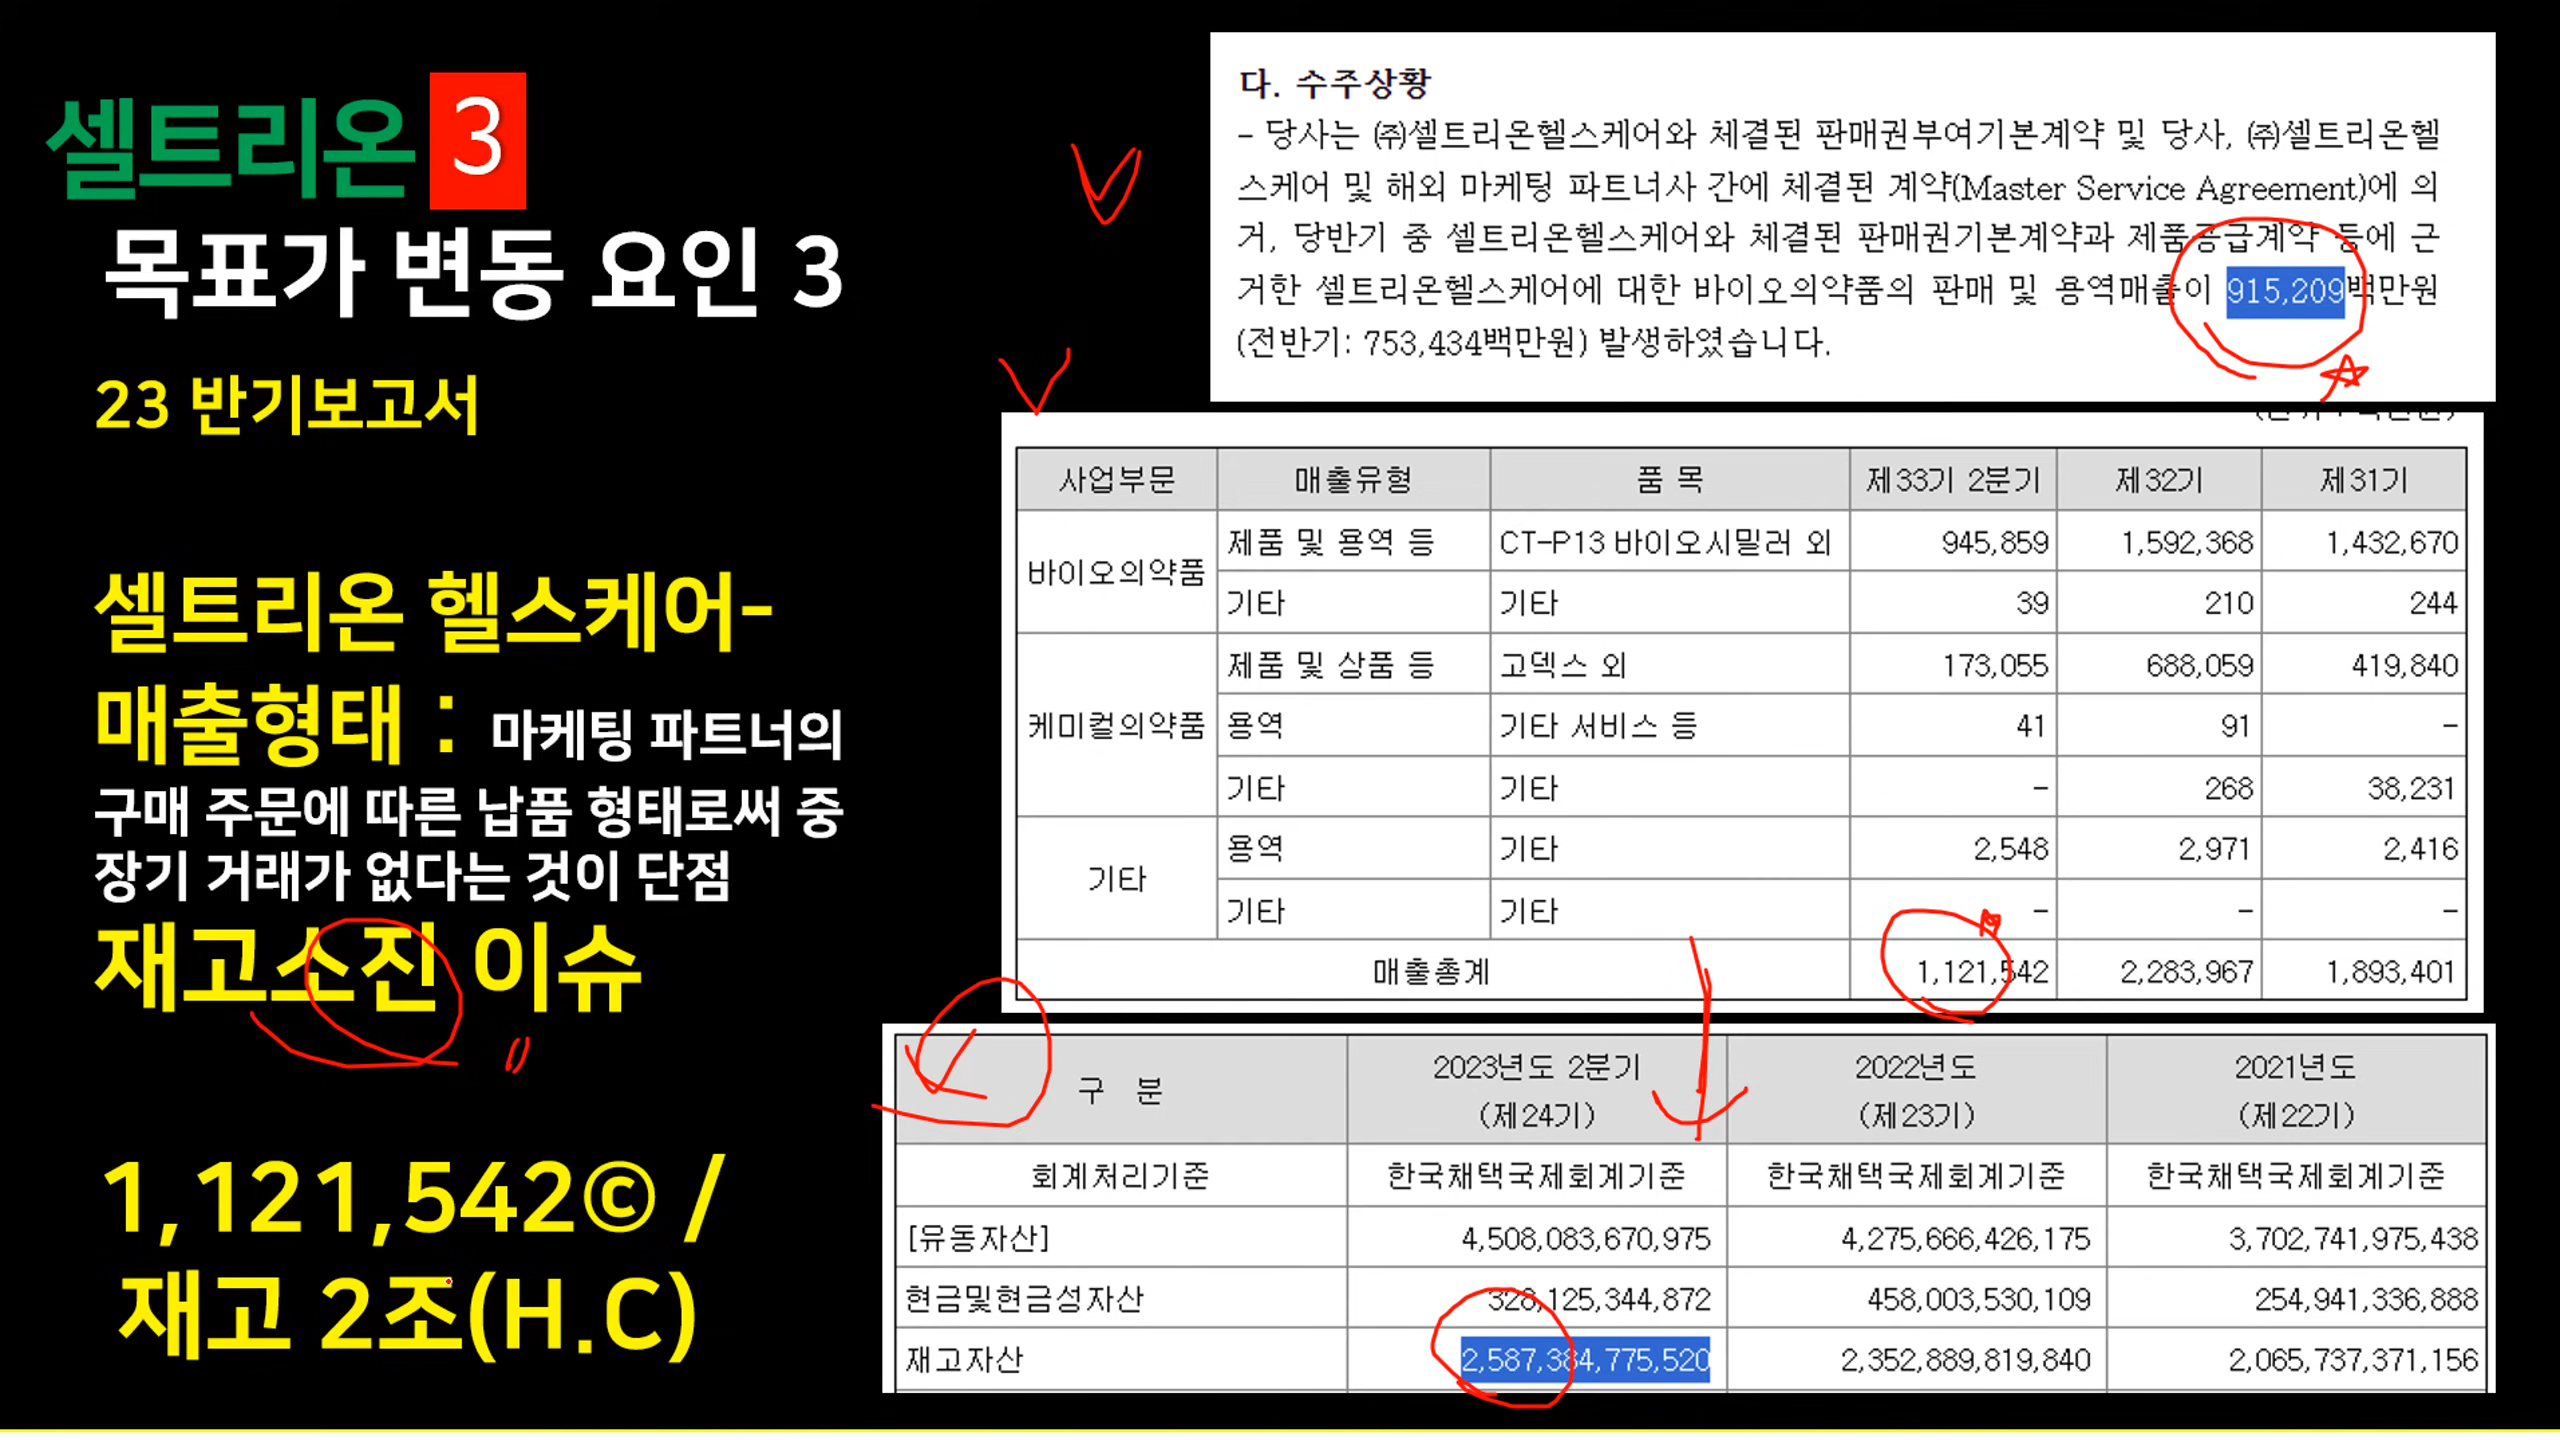 셀트리온 3
목표가 변동 요인 3
23 반기보고서
셀트리온 헬스케어-
매출형태 : 마케팅 파트너의
구매 주문에 따른 납품 형태로써 중
장기 거래가 없다는 것이 단점
재고소진 이슈
1,121,542© /
재고 2조(H.C)
다. 수주상황
- 당사는 ㈜셀트리온헬스케어와 체결된 판매권부여기본계약 및 당사, ㈜셀트리온헬
스케어 및 해외 마케팅 파트너사 간에 체결된 계약(Master Service Agreement)에 의
거, 당반기 중 셀트리온헬스케어와 체결된 판매권기본계약과 제품공급계약 등에 근
거한 셀트리온헬스케어에 대한 바이오의약품의 판매 및 용역매출이 915,209백만원
(전반기: 753,434백만원) 발생하였습니다.
사업부문 매출유형 품 목 제33기 2분기 제32기 제31기
바이오의약품 제품 및 용역 등 CT-P13 바이오시밀러 외 945,859 1,592,368 1,432,670
기타 기타 39 210 244
케미컬의약품 제품 및 상품 등 고덱스 외 173,055 688,059 419,840
용역 기타 서비스 등 41 91 -
기타 기타 - 268 38,231
기타 용역 기타 2,548 2,971 2,416
기타 기타 - - -
매출총계 1,121,542 2,283,967 1,893,401
구 분 2023년도 2분기 2022년도 2021년도
(제24기) (제23기) (제22기)
회계처리기준 한국채택국제회계기준 한국채택국제회계기준 한국채택국제회계기준
[유동자산] 4,508,083,670,975 4,275,666,426,175 3,702,741,975,438
현금및현금성자산 328,125,344,872 458,003,530,109 254,941,336,888
재고자산 2,587,384,775,520 2,352,889,819,840 2,065,737,371,156